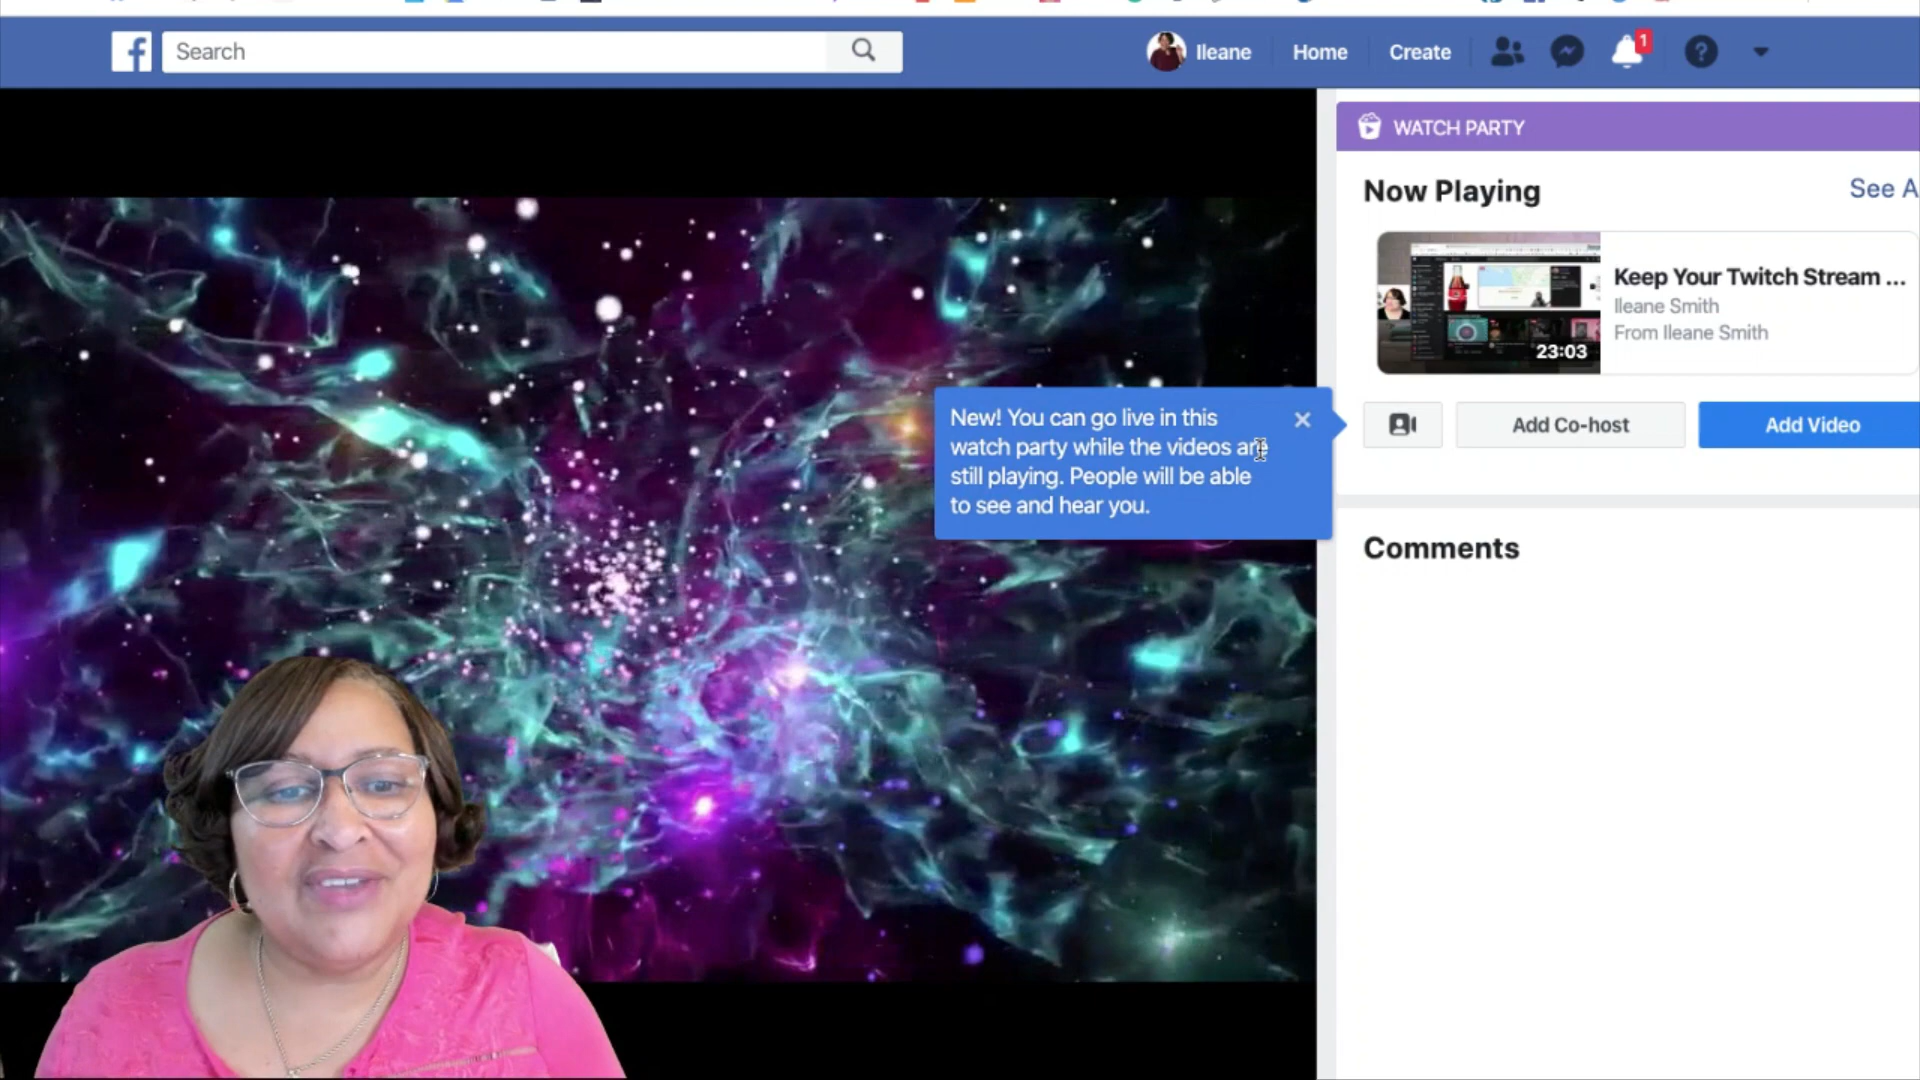 Search
Ileane
Home
Create
1
WATCH PARTY
Now Playing
See A
Keep Your Twitch Stream ...
Ileane Smith
From Ileane Smith
23:03
New! You can go live in this
watch party while the videos are
still playing. People will be able
to see and hear you.
Add Co-host
Add Video
Comments